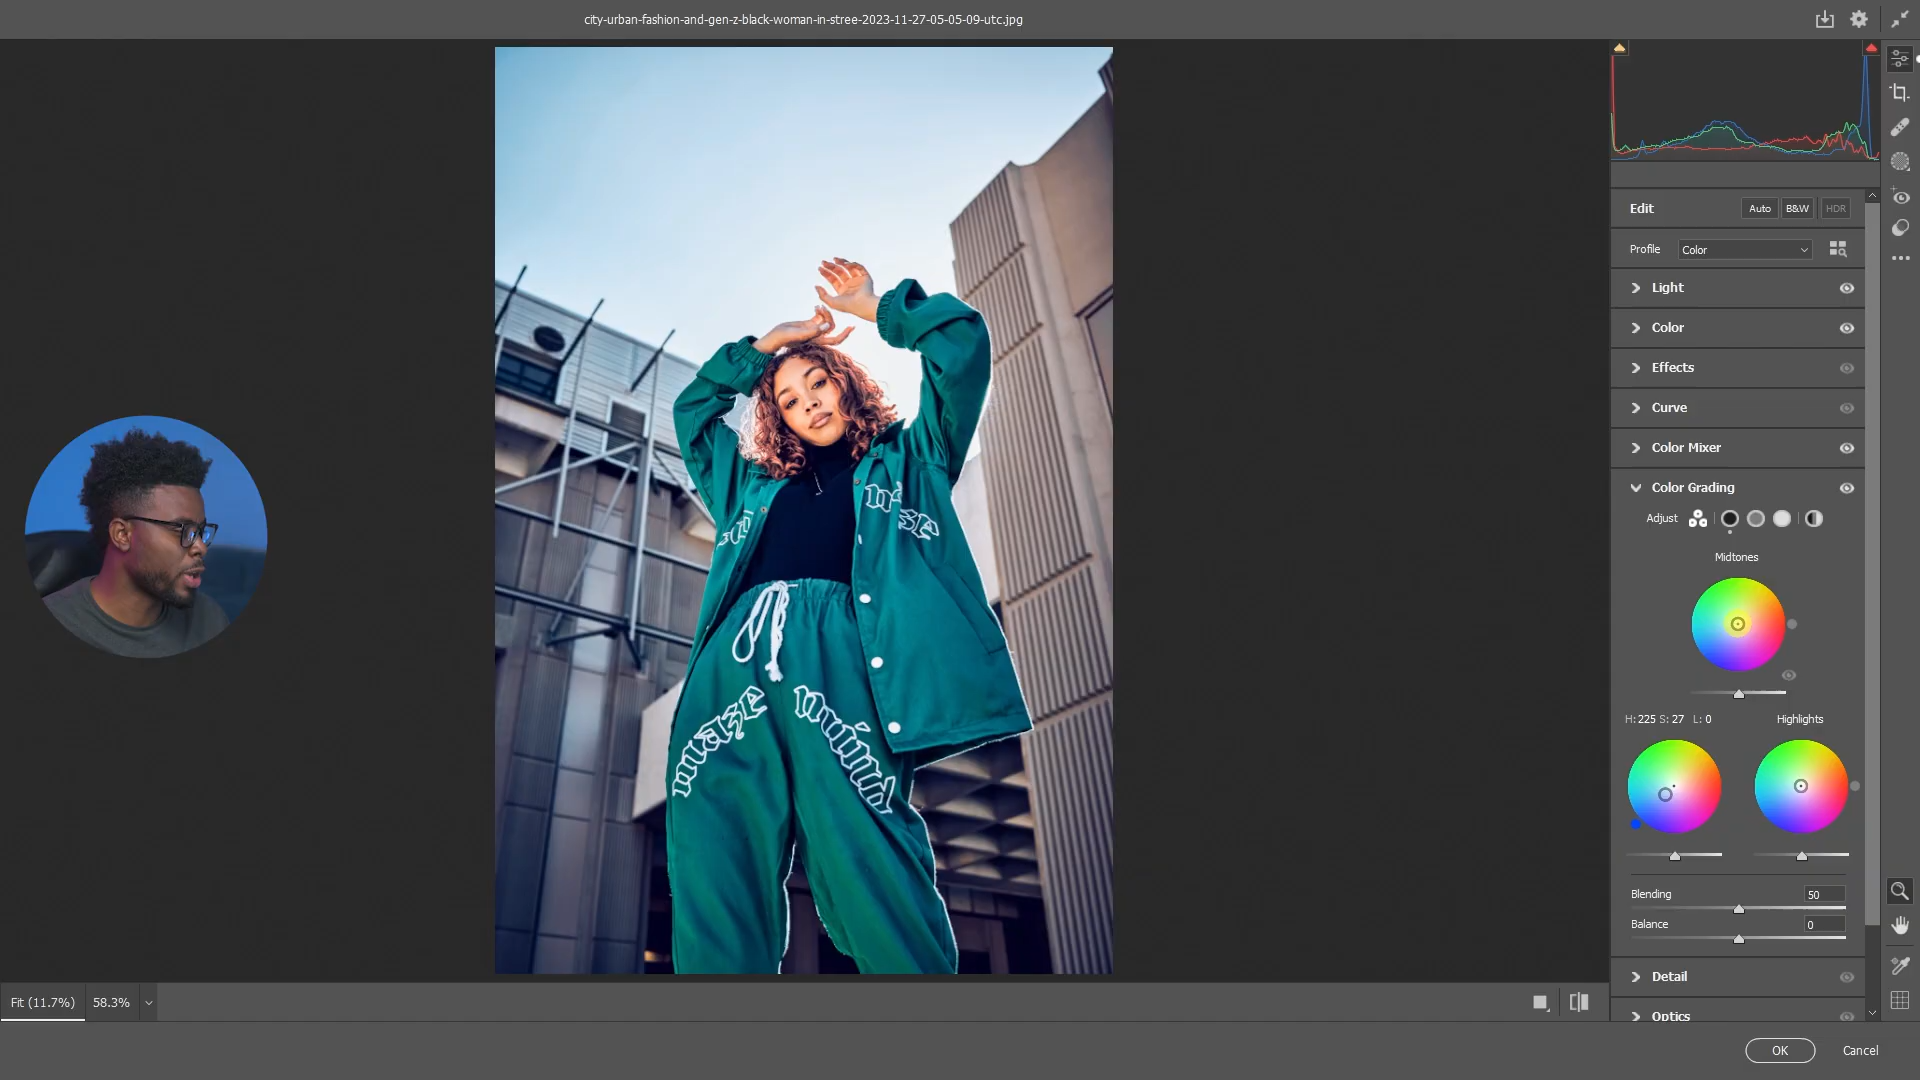 city-urban-fashion-and-gen-z-black-woman-in-stree-2023-11-27-05-05-09-utc.jpg
Edit
Auto
B&W
HDR
Profile
Color
Light
Color
Effects
Curve
Color Mixer
Color Grading
Adjust
Midtones
H: 225 S: 27 L: 0
Highlights
Blending
50
Balance
0
Detail
Optics
maze
mind
Fit (11.7%)
58.3%
OK
Cancel